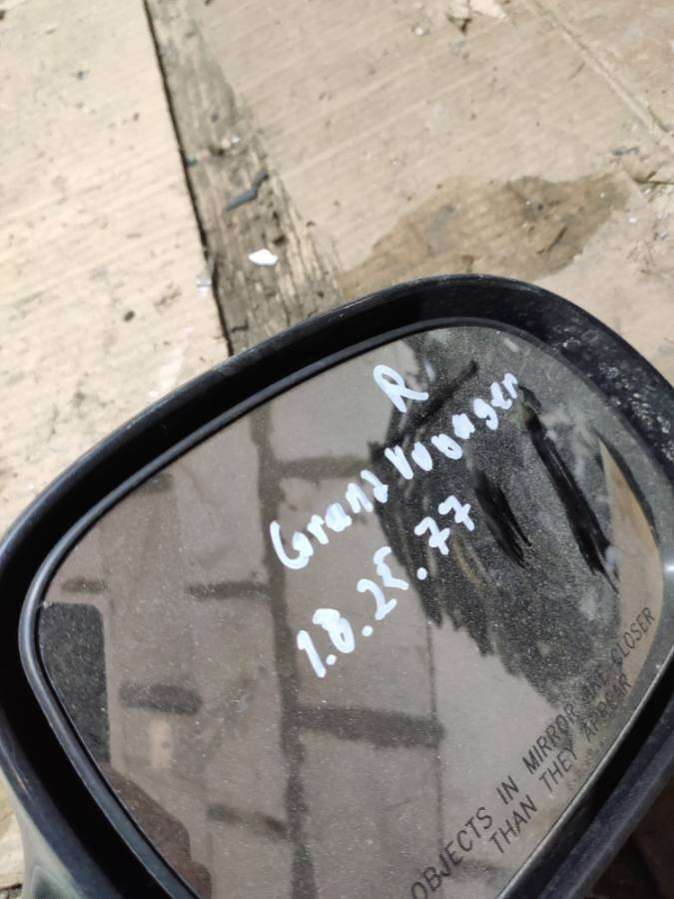 R
Grand Voyager
1.8.25.77
OBJECTS IN MIRROR ARE CLOSER
THAN THEY APPEAR